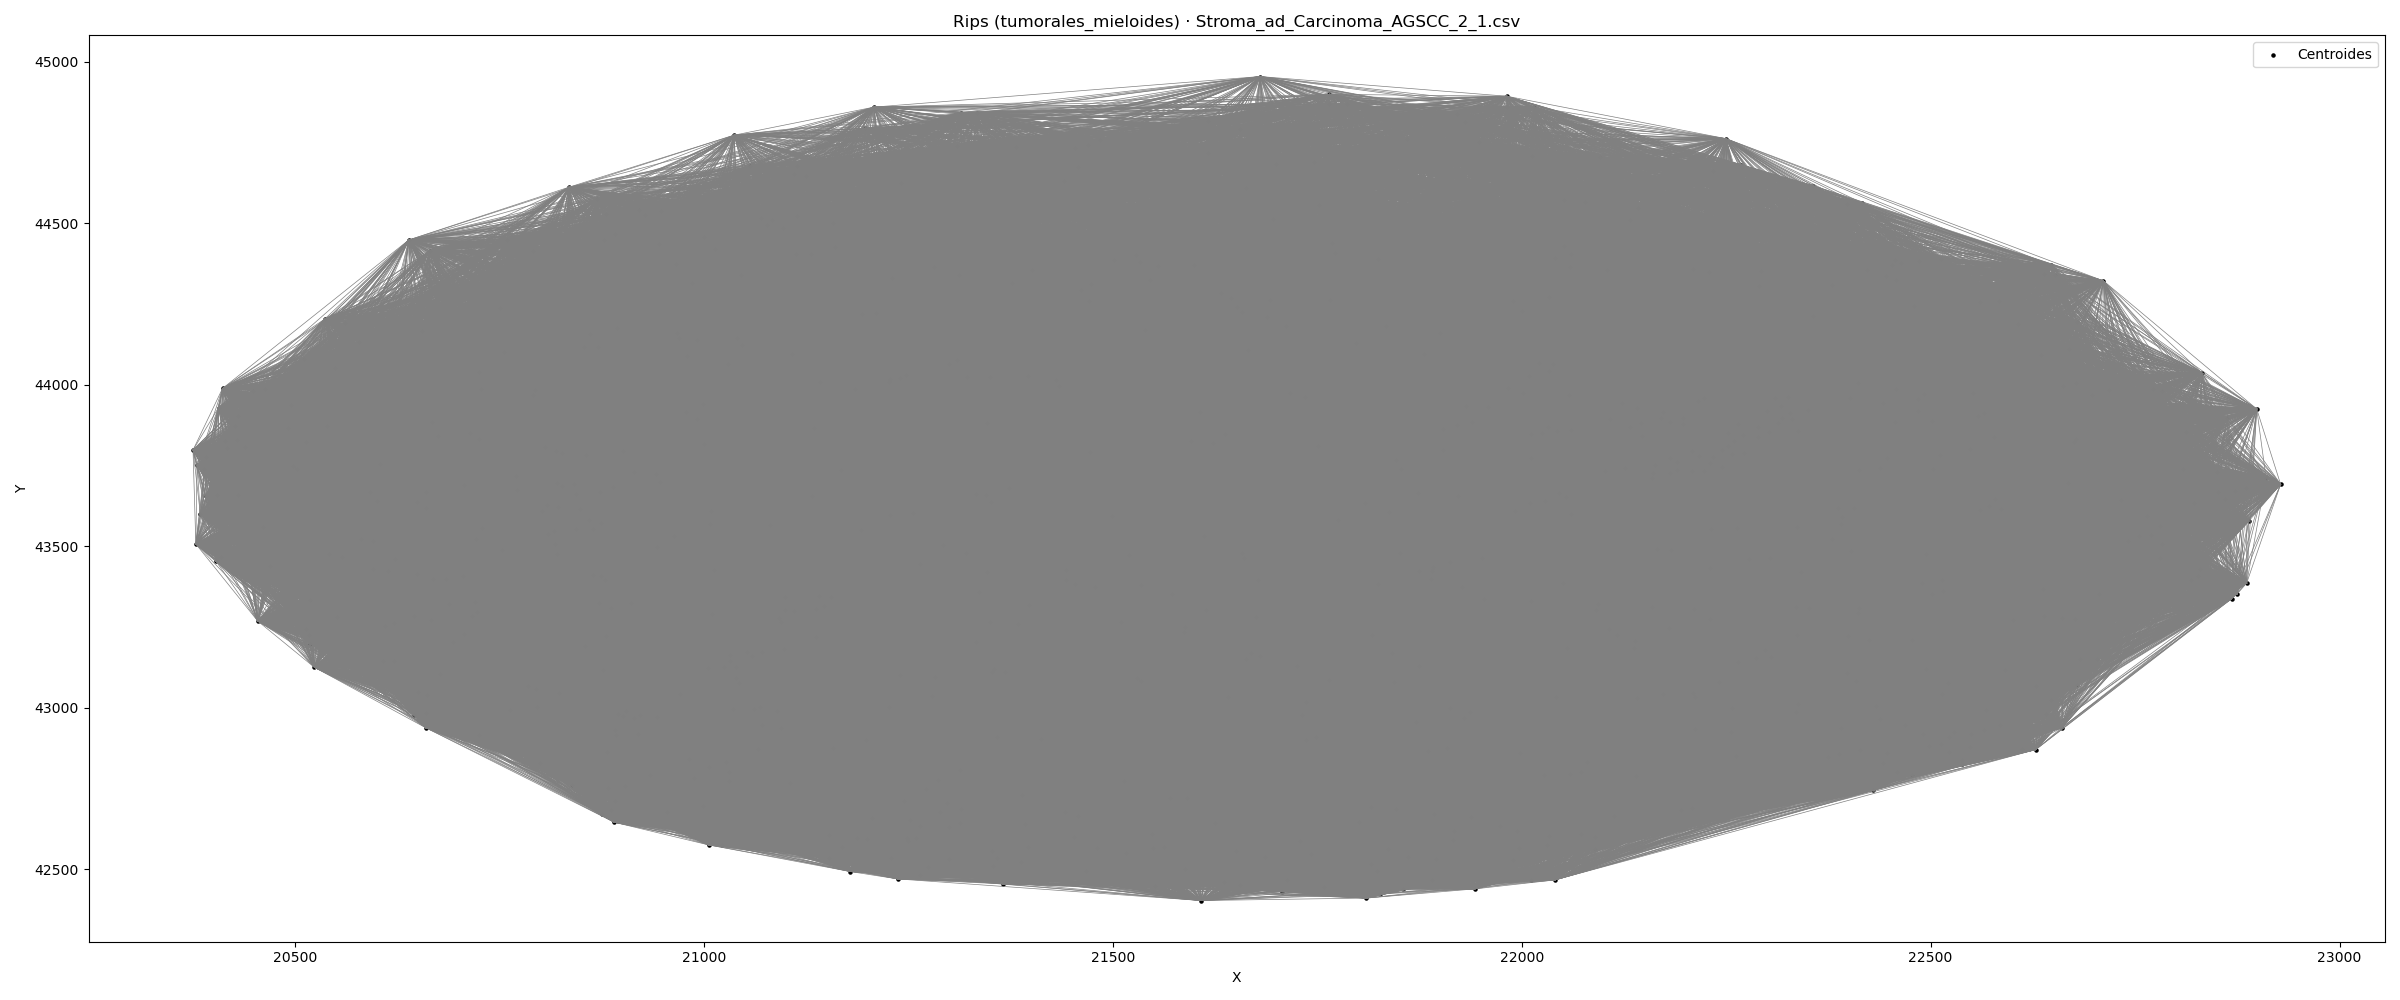 Rips (tumorales_mieloides) · Stroma_ad_Carcinoma_AGSCC_2_1.csv
Centroides
45000
44500
44000
43500
43000
42500
Y
20500 21000 21500 22000 22500 23000
X